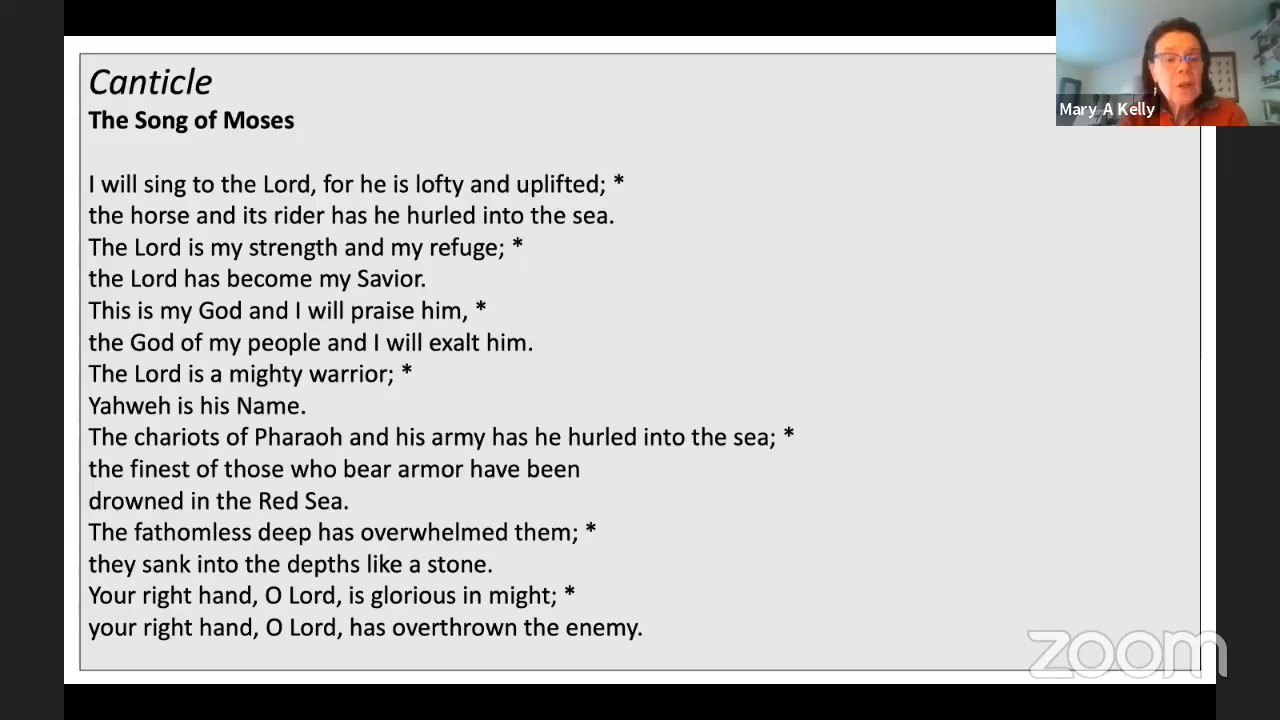 Canticle
The Song of Moses
I will sing to the Lord, for he is lofty and uplifted; *
the horse and its rider has he hurled into the sea.
The Lord is my strength and my refuge; *
the Lord has become my Savior.
This is my God and I will praise him, *
the God of my people and I will exalt him.
The Lord is a mighty warrior; *
Yahweh is his Name.
The chariots of Pharaoh and his army has he hurled into the sea; *
the finest of those who bear armor have been
drowned in the Red Sea.
The fathomless deep has overwhelmed them; *
they sank into the depths like a stone.
Your right hand, O Lord, is glorious in might; *
your right hand, O Lord, has overthrown the enemy.
Mary A Kelly
zoom